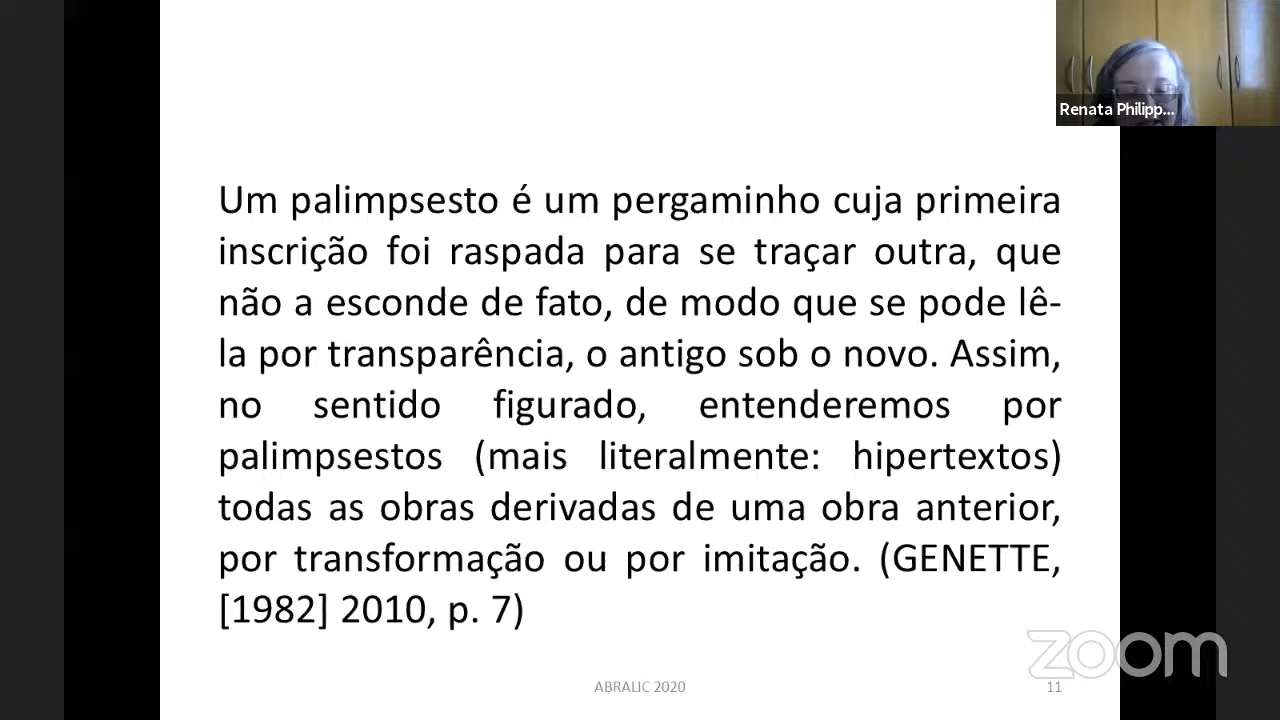 Renata Philipp...
Um palimpsesto é um pergaminho cuja primeira
inscrição foi raspada para se traçar outra, que
não a esconde de fato, de modo que se pode lê-
la por transparência, o antigo sob o novo. Assim,
no sentido figurado, entenderemos por
palimpsestos (mais literalmente: hipertextos)
todas as obras derivadas de uma obra anterior,
por transformação ou por imitação. (GENETTE,
[1982] 2010, p. 7)
zoom
ABRALIC 2020
11